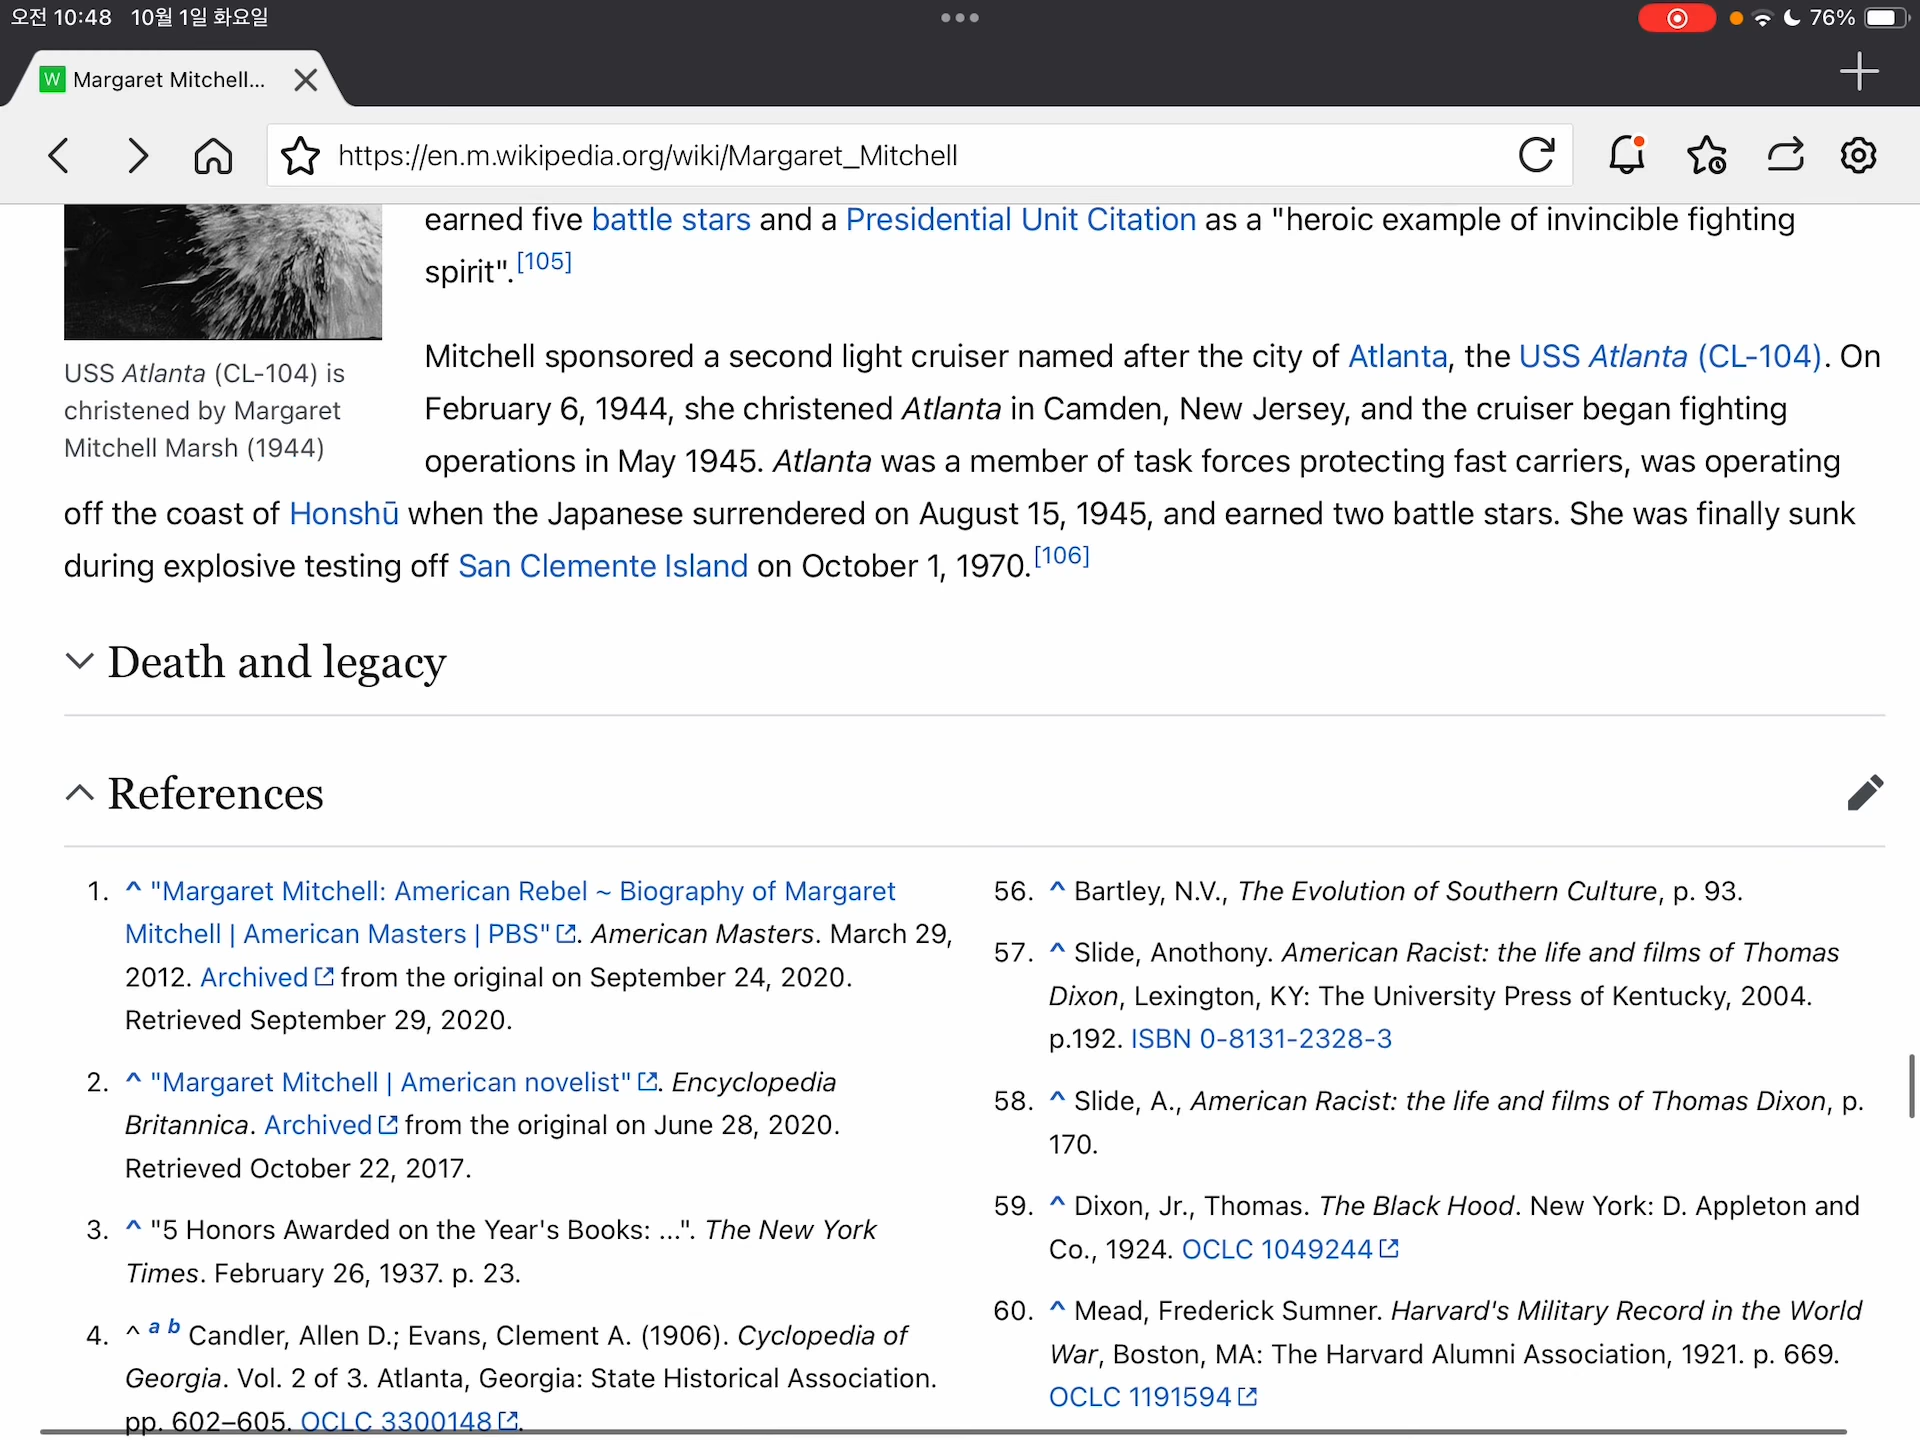 오전 10:48 10월 1일 화요일
76%
W Margaret Mitchell...
https://en.m.wikipedia.org/wiki/Margaret_Mitchell
earned five battle stars and a Presidential Unit Citation as a "heroic example of invincible fighting
spirit".[105]
USS Atlanta (CL-104) is
christened by Margaret
Mitchell Marsh (1944)
Mitchell sponsored a second light cruiser named after the city of Atlanta, the USS Atlanta (CL-104). On
February 6, 1944, she christened Atlanta in Camden, New Jersey, and the cruiser began fighting
operations in May 1945. Atlanta was a member of task forces protecting fast carriers, was operating
off the coast of Honshū when the Japanese surrendered on August 15, 1945, and earned two battle stars. She was finally sunk
during explosive testing off San Clemente Island on October 1, 1970.[106]
Death and legacy
References
1. ^ "Margaret Mitchell: American Rebel ~ Biography of Margaret
Mitchell | American Masters | PBS". American Masters. March 29,
2012. Archived from the original on September 24, 2020.
Retrieved September 29, 2020.
2. ^ "Margaret Mitchell | American novelist". Encyclopedia
Britannica. Archived from the original on June 28, 2020.
Retrieved October 22, 2017.
3. ^ "5 Honors Awarded on the Year's Books: ...". The New York
Times. February 26, 1937. p. 23.
4. ^ a b Candler, Allen D.; Evans, Clement A. (1906). Cyclopedia of
Georgia. Vol. 2 of 3. Atlanta, Georgia: State Historical Association.
pp. 602–605. OCLC 3300148.
56. ^ Bartley, N.V., The Evolution of Southern Culture, p. 93.
57. ^ Slide, Anothony. American Racist: the life and films of Thomas
Dixon, Lexington, KY: The University Press of Kentucky, 2004.
p.192. ISBN 0-8131-2328-3
58. ^ Slide, A., American Racist: the life and films of Thomas Dixon, p.
170.
59. ^ Dixon, Jr., Thomas. The Black Hood. New York: D. Appleton and
Co., 1924. OCLC 1049244
60. ^ Mead, Frederick Sumner. Harvard's Military Record in the World
War, Boston, MA: The Harvard Alumni Association, 1921. p. 669.
OCLC 1191594